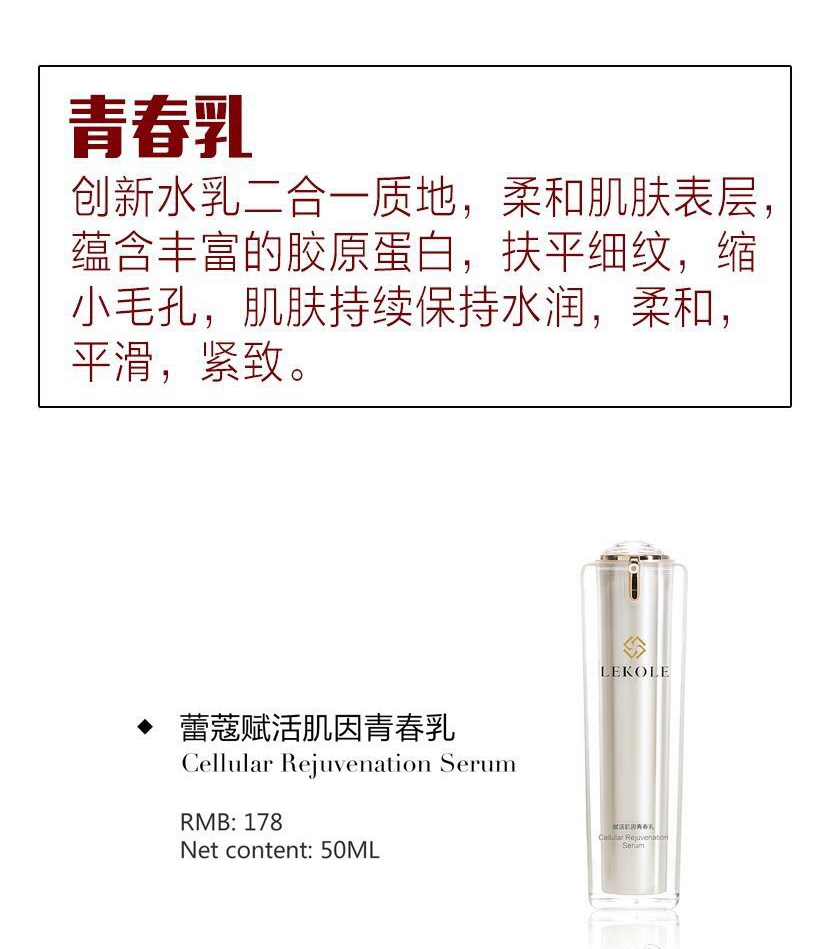 青春乳
创新水乳二合一质地，柔和肌肤表层，
蕴含丰富的胶原蛋白，扶平细纹，缩
小毛孔，肌肤持续保持水润，柔和，
平滑，紧致。
LEKOLE
蕾蔻赋活肌因青春乳
Cellular Rejuvenation Serum
RMB: 178
Net content: 50ML
赋活肌因青春乳
Cellular Rejuvenation
Serum